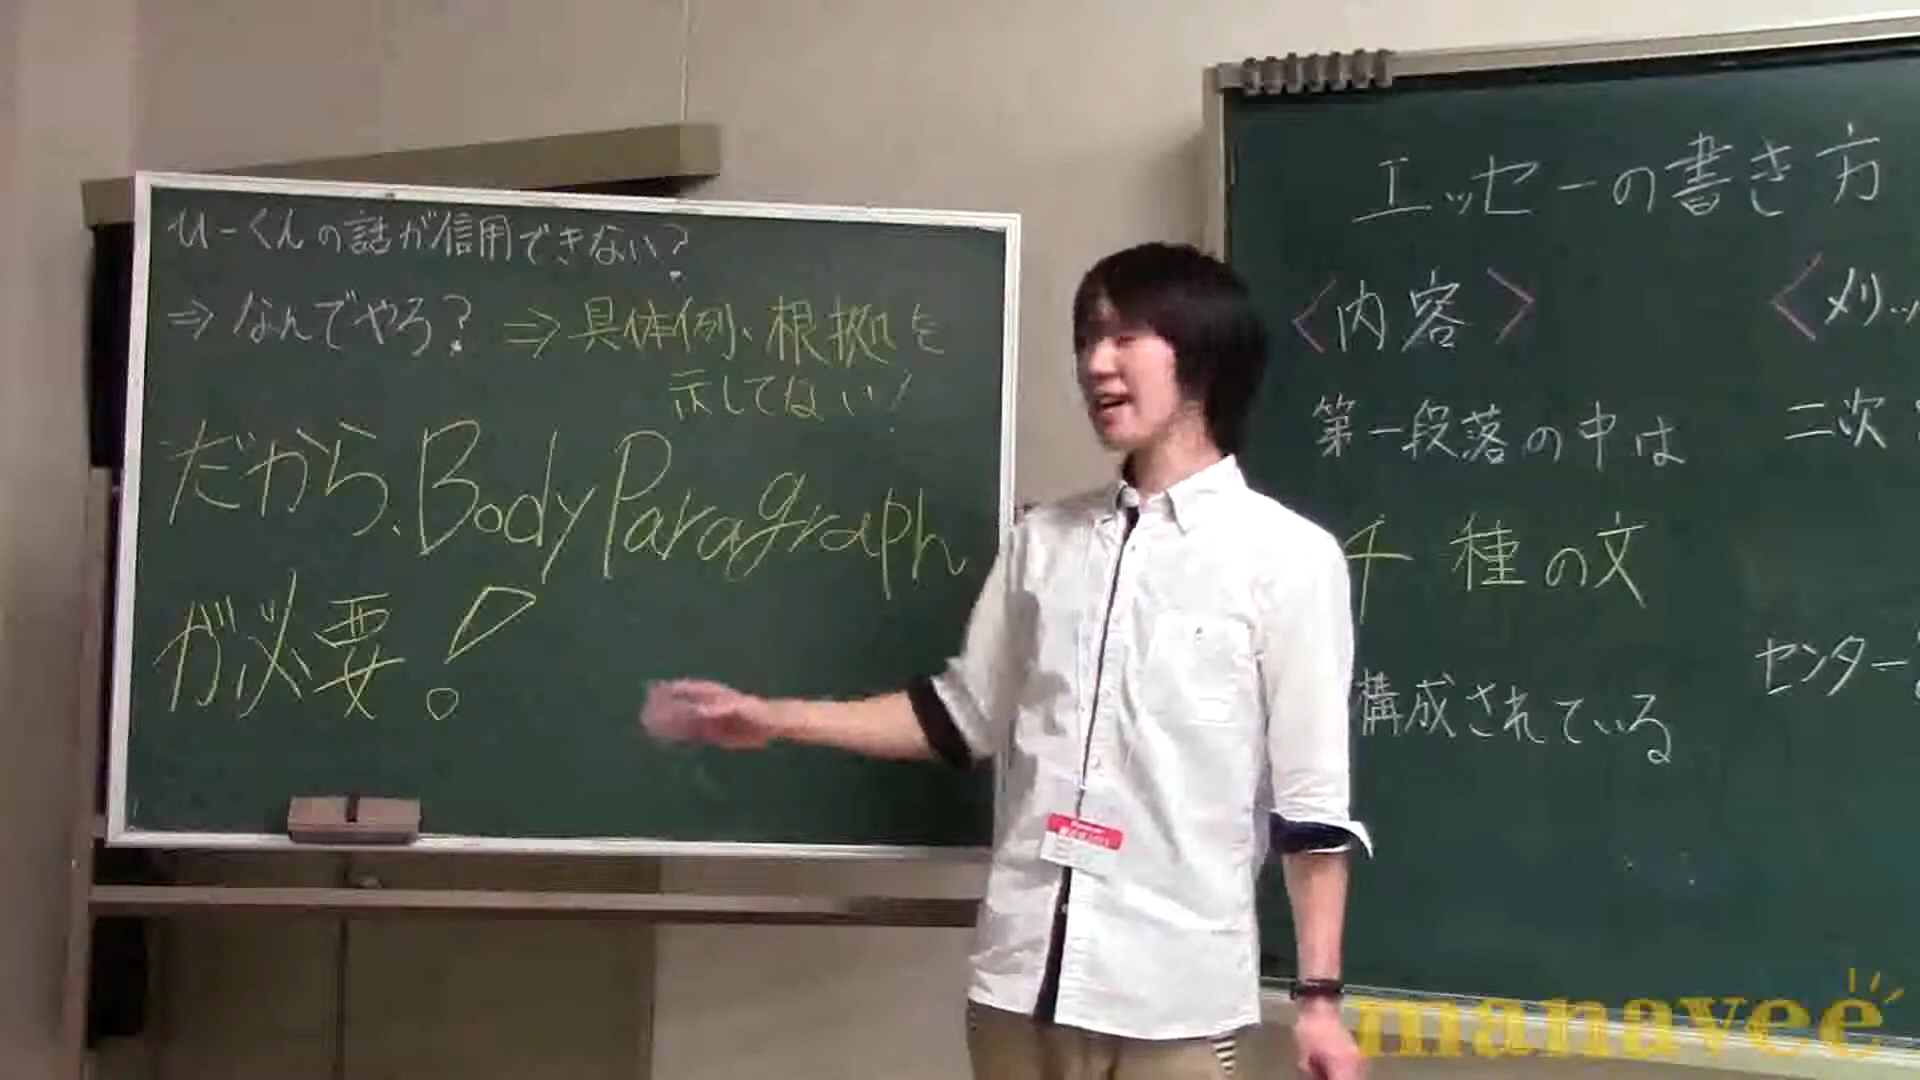 ひーくんの話が信用できない?
⇒なんでやろ? ⇒具体例、根拠を
示してない!
だから、Body Paragraph
が必要!
エッセーの書き方
<内容>
第一段落の中は
種の文
構成されている
<メリッ
二次
センター
manavee